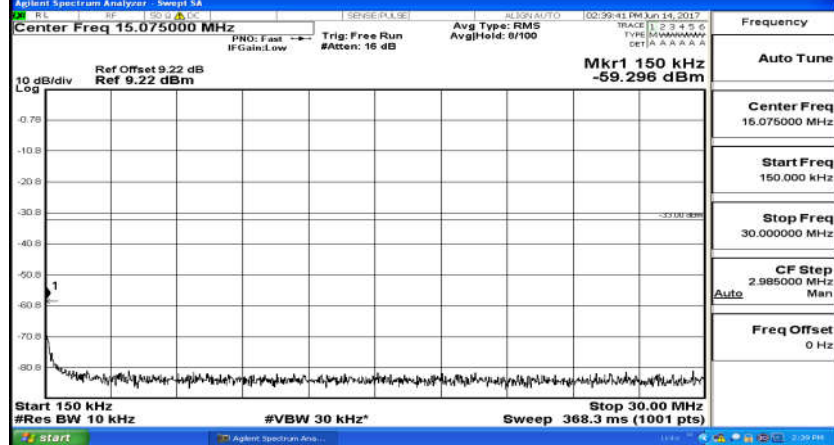 Agilent Spectrum Analyzer - Swept SA
RL RF 50 Ω DC SENSE:PULSE ALIGN AUTO 02:39:41 PM Jun 14, 2017
Center Freq 15.075000 MHz
PNO: Fast
IFGain:Low
Trig: Free Run
#Atten: 16 dB
Avg Type: RMS
Avg|Hold: 8/100
TRACE 1 2 3 4 5 6
TYPE M W W W W W
DET A A A A A A
Frequency
Auto Tune
Mkr1 150 kHz
-59.296 dBm
Ref Offset 9.22 dB
10 dB/div Ref 9.22 dBm
Log
-0.78
-10.8
-20.8
-30.8
-33.00 dBm
-40.8
-50.8
1
-60.8
-70.8
-80.8
Center Freq
15.075000 MHz
Start Freq
150.000 kHz
Stop Freq
30.000000 MHz
CF Step
2.985000 MHz
Auto Man
Freq Offset
0 Hz
Start 150 kHz Stop 30.00 MHz
#Res BW 10 kHz #VBW 30 kHz* Sweep 368.3 ms (1001 pts)
start Agilent Spectrum Ana... 2:39 PM